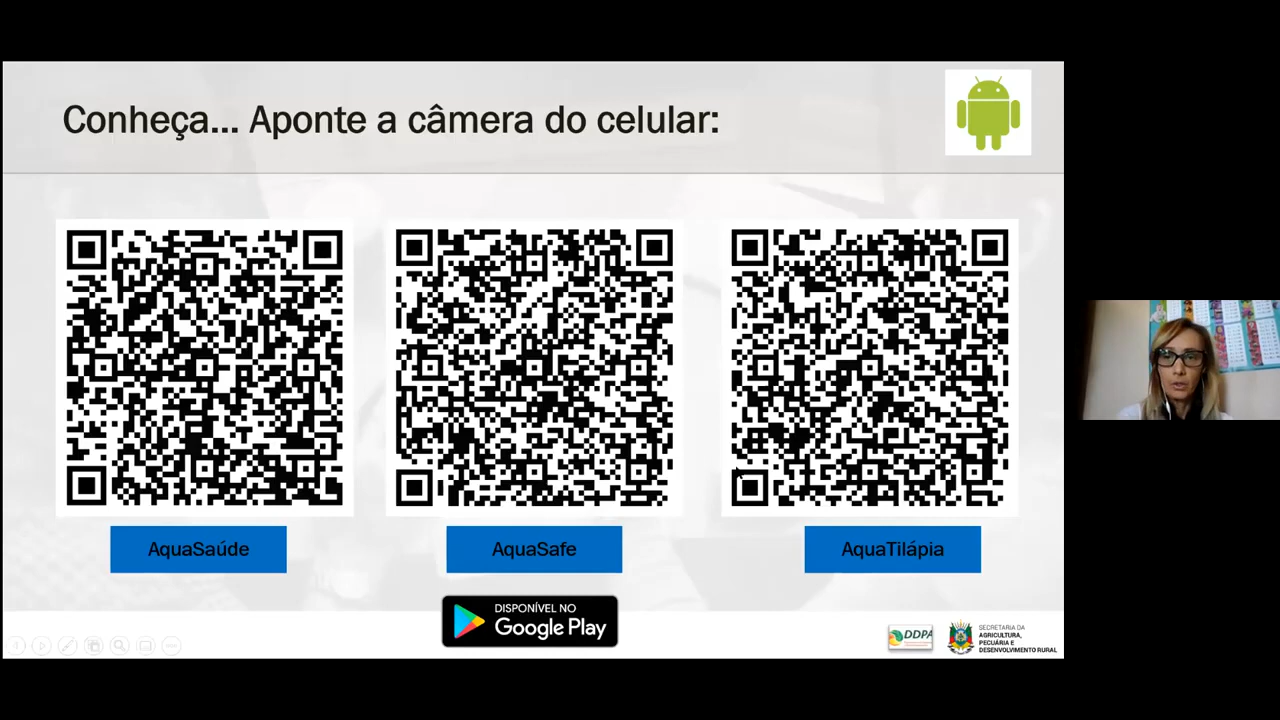 Conheça... Aponte a câmera do celular:
AquaSaúde
AquaSafe
AquaTilápia
DISPONÍVEL NO
Google Play
DDPA
SECRETARIA DA
AGRICULTURA,
PECUÁRIA E
DESENVOLVIMENTO RURAL